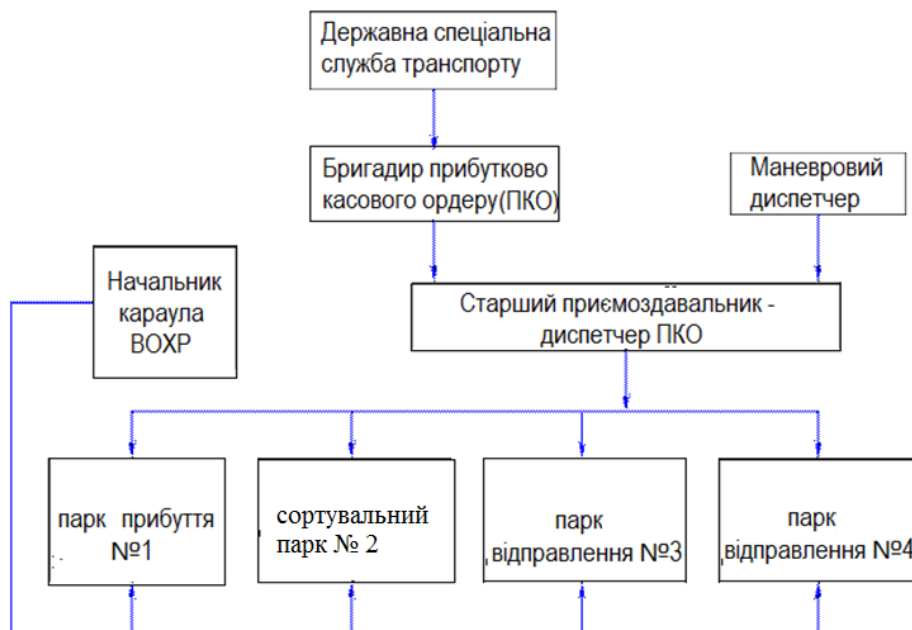 Державна спеціальна
служба транспорту
Бригадир прибутково
касового ордеру(ПКО)
Маневровий
диспетчер
Начальник
караула
ВОХР
Старший приємоздавальник -
диспетчер ПКО
парк прибуття
№1
сортувальний
парк № 2
парк
відправлення №3
парк
відправлення №4